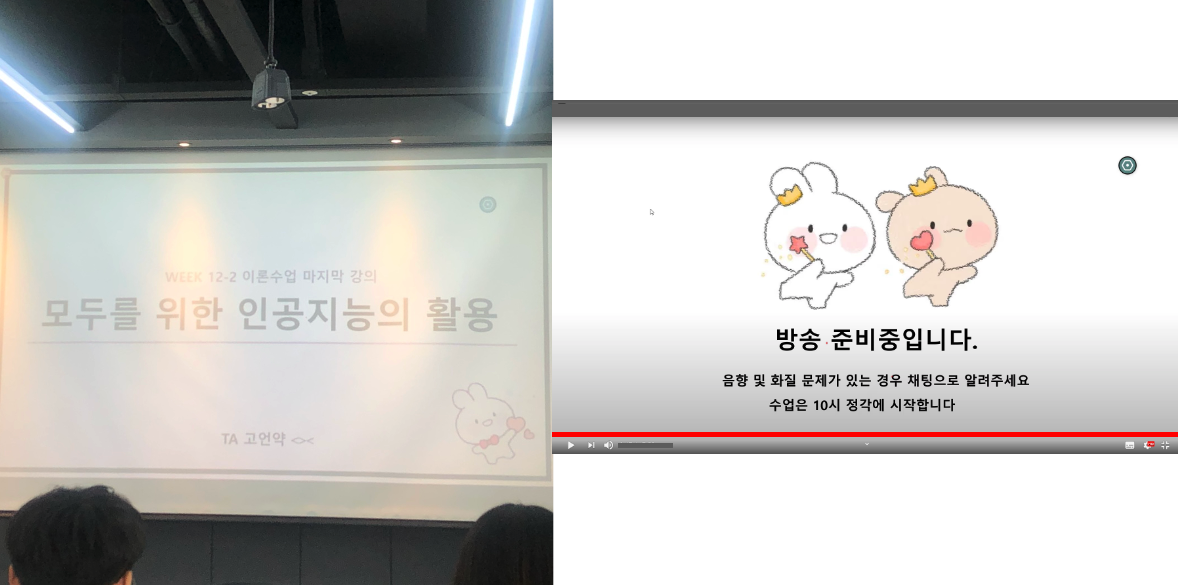 WEEK 12-2 이론수업 마지막 강의
모두를 위한 인공지능의 활용
TA 고언약
방송 준비중입니다.
음향 및 화질 문제가 있는 경우 채팅으로 알려주세요
수업은 10시 정각에 시작합니다